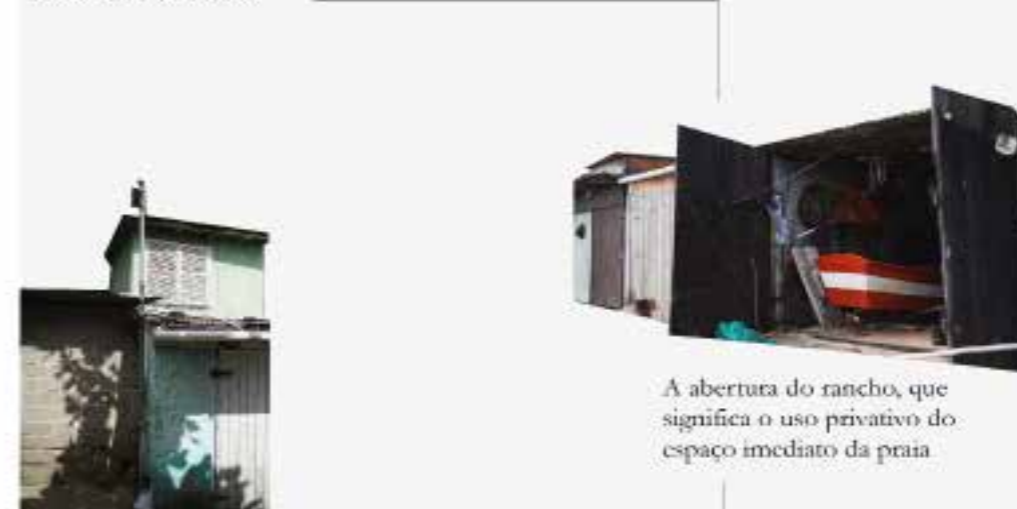 A abertura do rancho, que
significa o uso privativo do
espaço imediato da praia